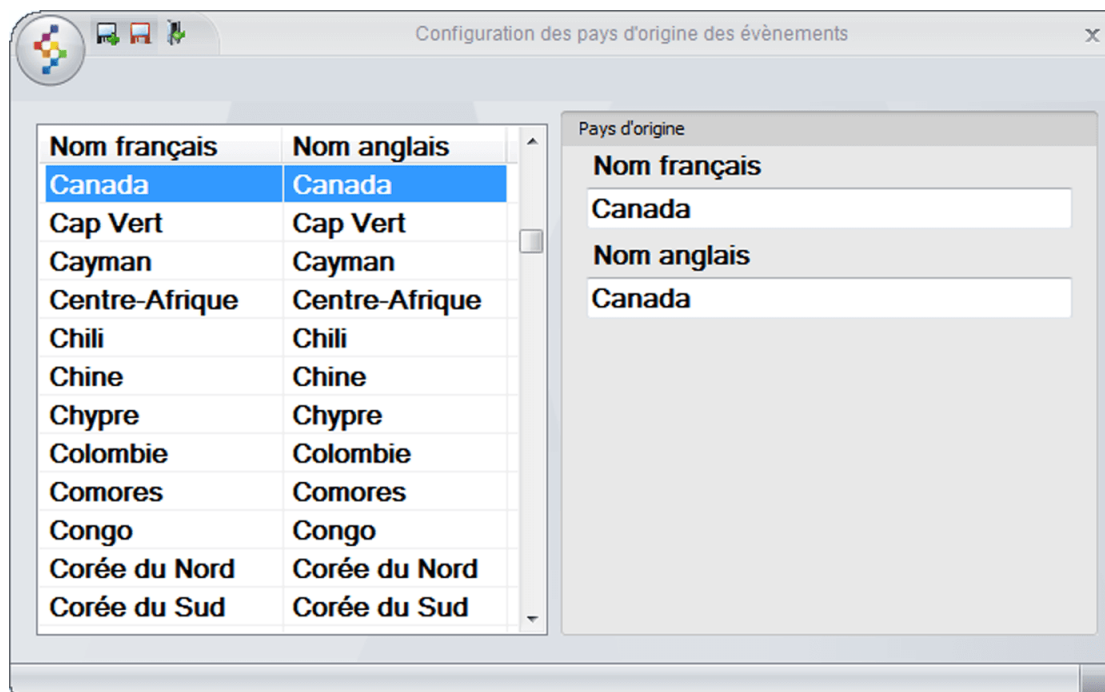 Configuration des pays d'origine des évènements
Nom français Nom anglais
Canada Canada
Cap Vert Cap Vert
Cayman Cayman
Centre-Afrique Centre-Afrique
Chili Chili
Chine Chine
Chypre Chypre
Colombie Colombie
Comores Comores
Congo Congo
Corée du Nord Corée du Nord
Corée du Sud Corée du Sud
Pays d'origine
Nom français
Canada
Nom anglais
Canada